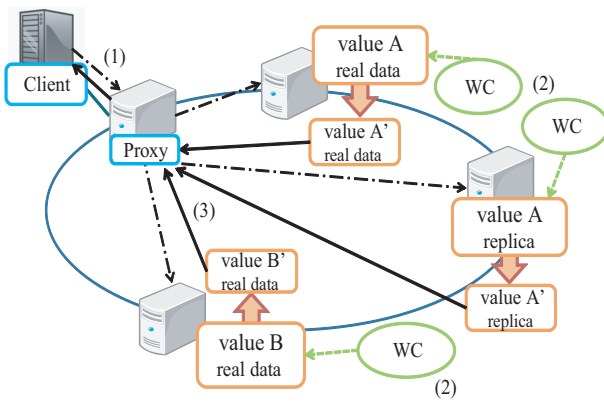 (1)
Client
Proxy
value A
real data
value A’
real data
WC
(2)
WC
value A
replica
value A’
replica
(3)
value B’
real data
value B
real data
WC
(2)